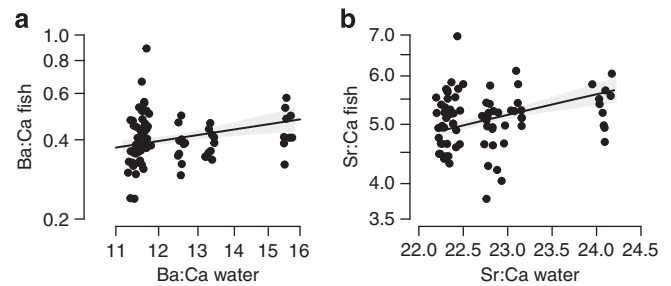 a
1.0
0.8
0.6
0.4
0.2
Ba:Ca fish
11 12 13 14 15 16
Ba:Ca water
b
7.0
6.0
5.0
4.0
3.5
Sr:Ca fish
22.0 22.5 23.0 23.5 24.0 24.5
Sr:Ca water